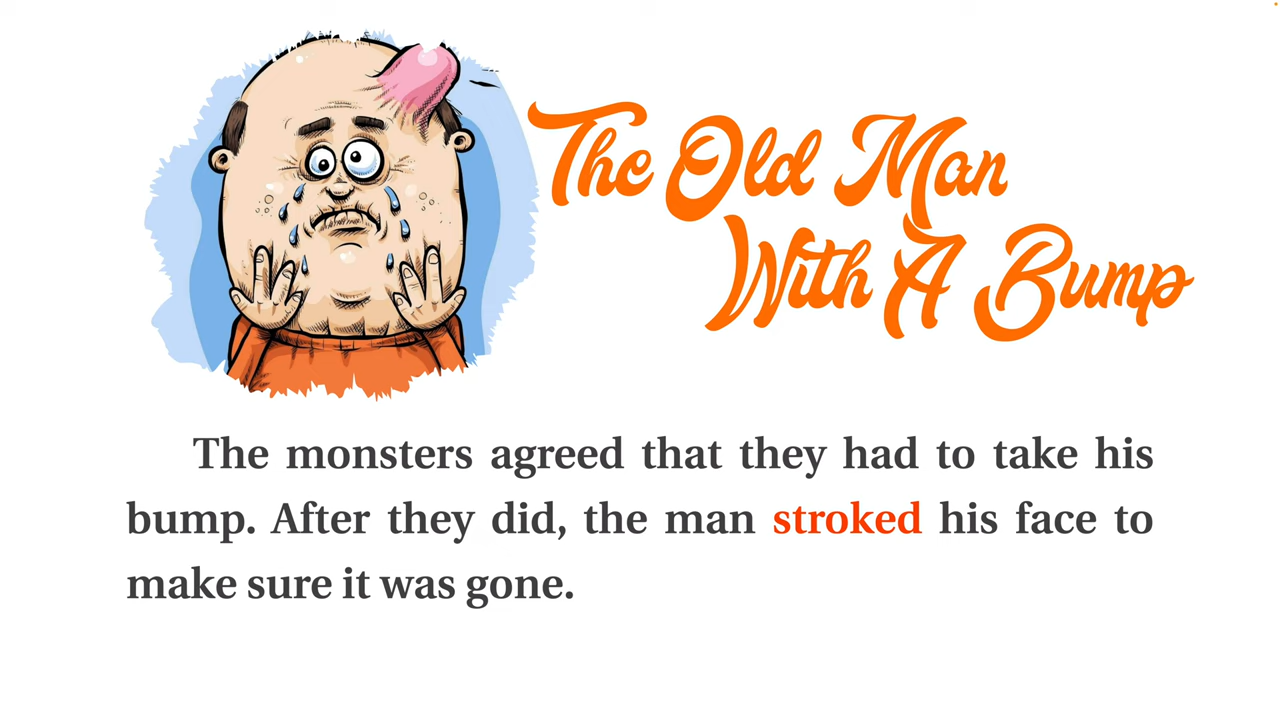 The Old Man
With A Bump
The monsters agreed that they had to take his
bump. After they did, the man stroked his face to
make sure it was gone.